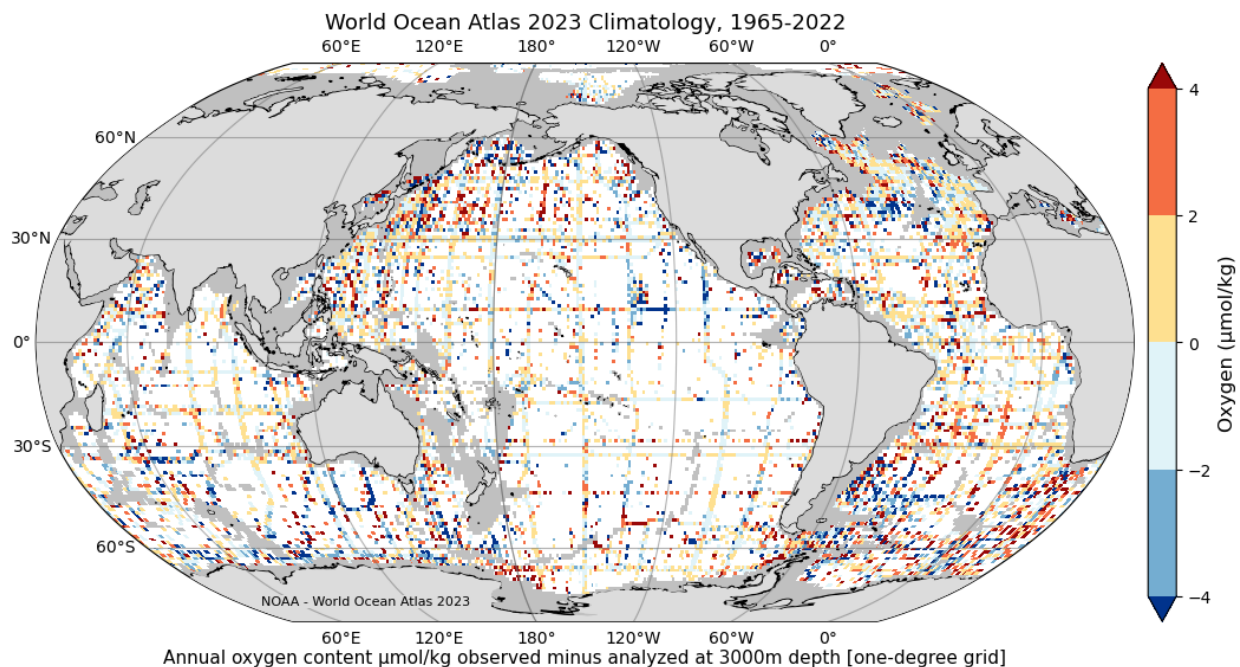 World Ocean Atlas 2023 Climatology, 1965-2022
60°E 120°E 180° 120°W 60°W 0°
60°N
30°N
0°
30°S
60°S
4
2
0
−2
−4
Oxygen (μmol/kg)
NOAA - World Ocean Atlas 2023
60°E 120°E 180° 120°W 60°W 0°
Annual oxygen content μmol/kg observed minus analyzed at 3000m depth [one-degree grid]